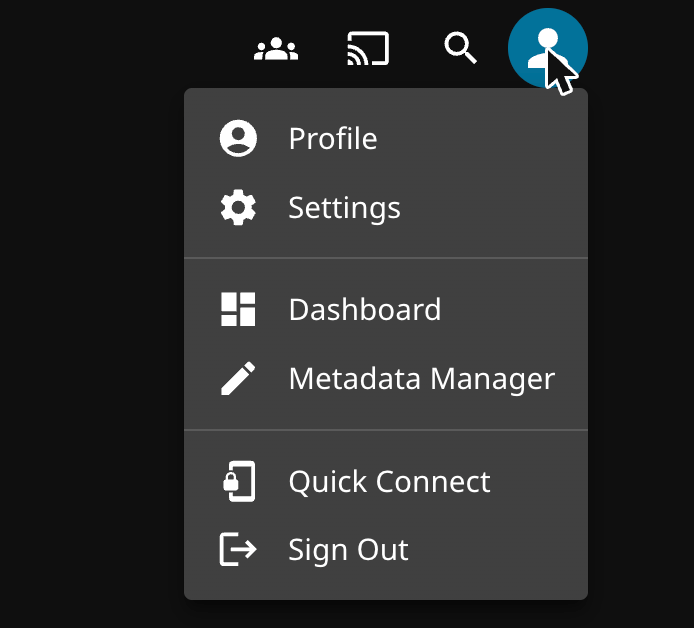 Profile
Settings
Dashboard
Metadata Manager
Quick Connect
Sign Out